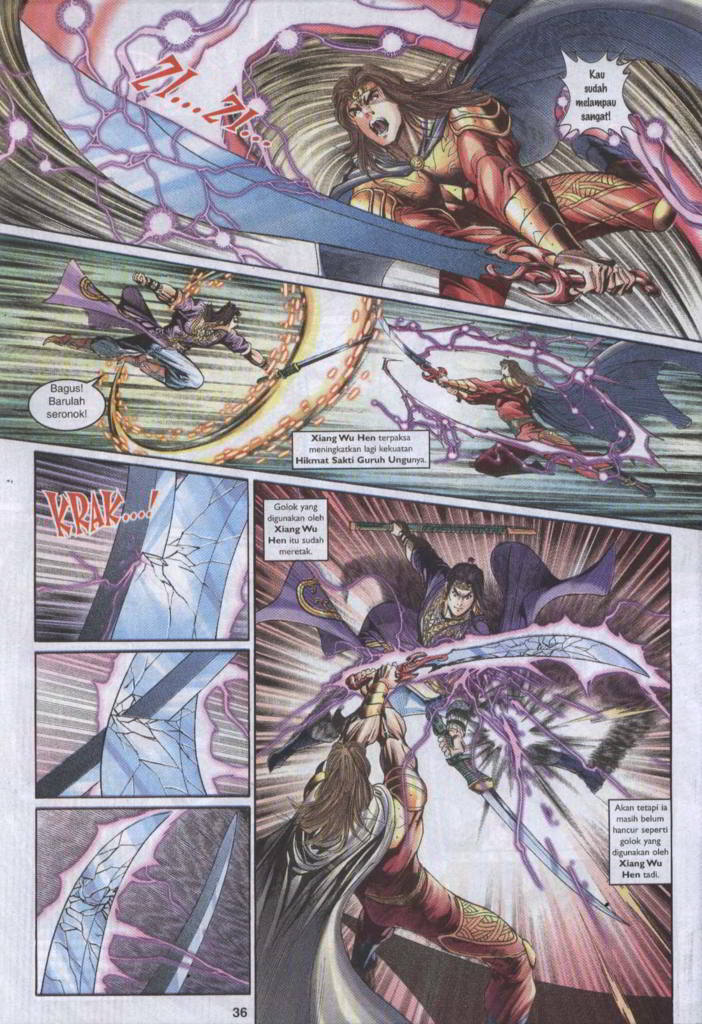 ZI... ZI...
Kau
sudah
melampau
sangat!
Bagus!
Barulah
seronok!
Xiang Wu Hen terpaksa
meningkatkan lagi kekuatan
Hikmat Sakti Guruh Ungunya.
KRAK...!
Golok yang
digunakan oleh
Xiang Wu
Hen itu sudah
meretak.
Akan tetapi ia
masih belum
hancur seperti
golok yang
digunakan oleh
Xiang Wu
Hen tadi.
36